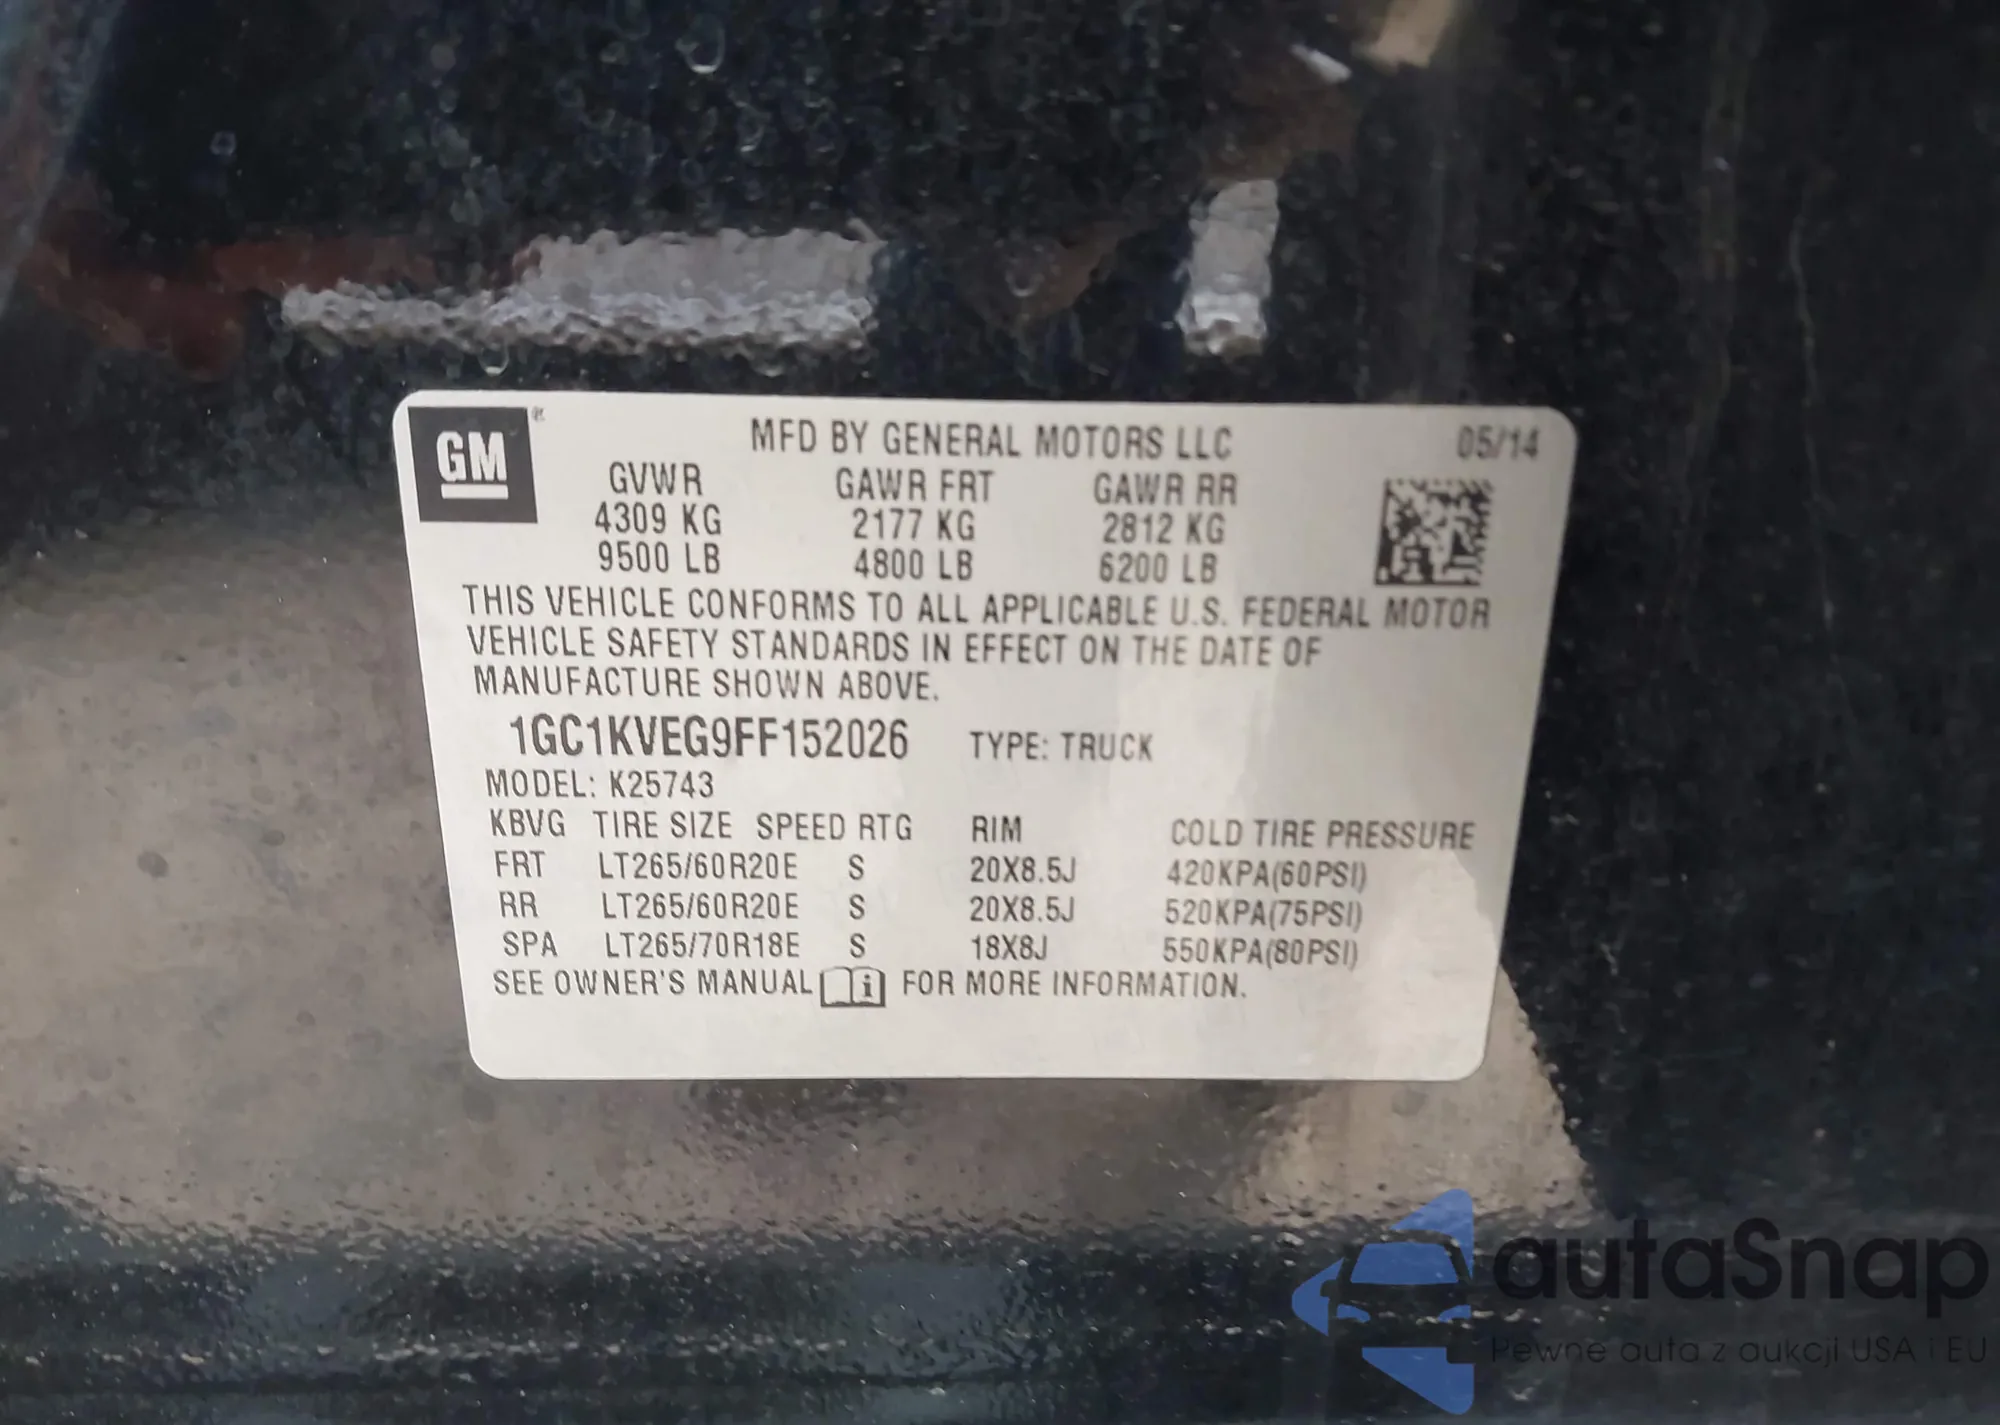 GM ®
MFD BY GENERAL MOTORS LLC 05/14
GVWR GAWR FRT GAWR RR
4309 KG 2177 KG 2812 KG
9500 LB 4800 LB 6200 LB
THIS VEHICLE CONFORMS TO ALL APPLICABLE U.S. FEDERAL MOTOR
VEHICLE SAFETY STANDARDS IN EFFECT ON THE DATE OF
MANUFACTURE SHOWN ABOVE.
1GC1KVEG9FF152026 TYPE: TRUCK
MODEL: K25743
KBVG TIRE SIZE SPEED RTG RIM COLD TIRE PRESSURE
FRT LT265/60R20E S 20X8.5J 420KPA(60PSI)
RR LT265/60R20E S 20X8.5J 520KPA(75PSI)
SPA LT265/70R18E S 18X8J 550KPA(80PSI)
SEE OWNER'S MANUAL i FOR MORE INFORMATION.
autaSnap
Pewne auta z aukcji USA i EU